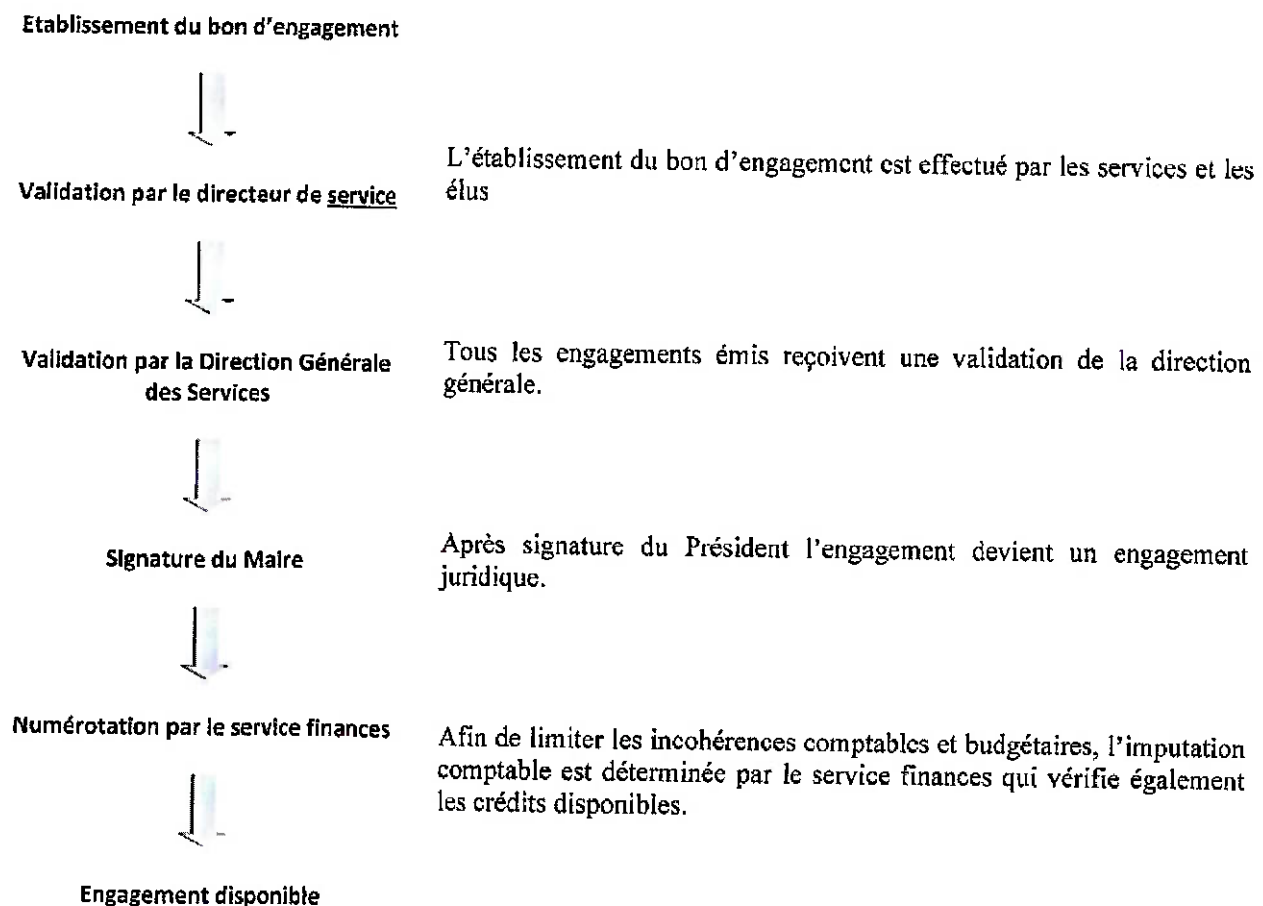 Etablissement du bon d'engagement
L'établissement du bon d'engagement est effectué par les services et les
élus
Validation par le directeur de service
Validation par la Direction Générale
des Services
Tous les engagements émis reçoivent une validation de la direction
générale.
Signature du Maire
Après signature du Président l'engagement devient un engagement
juridique.
Numérotation par le service finances
Afin de limiter les incohérences comptables et budgétaires, l'imputation
comptable est déterminée par le service finances qui vérifie également
les crédits disponibles.
Engagement disponible